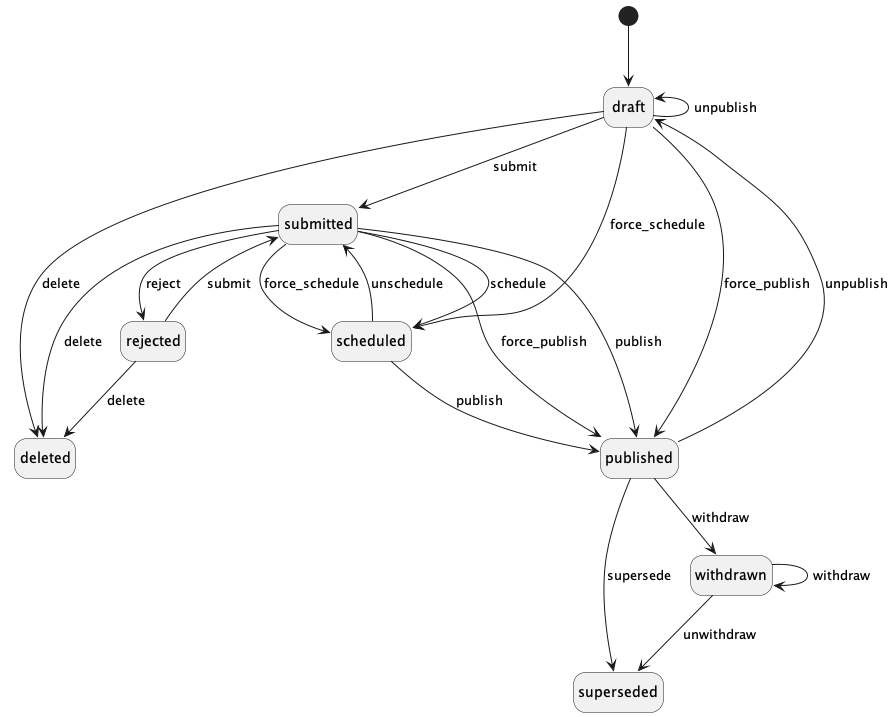 draft
unpublish
submit
submitted
force_schedule
delete
reject
submit
force_schedule
unschedule
schedule
force_publish
unpublish
delete
rejected
scheduled
force_publish
publish
delete
publish
deleted
published
withdraw
supersede
withdrawn
withdraw
unwithdraw
superseded